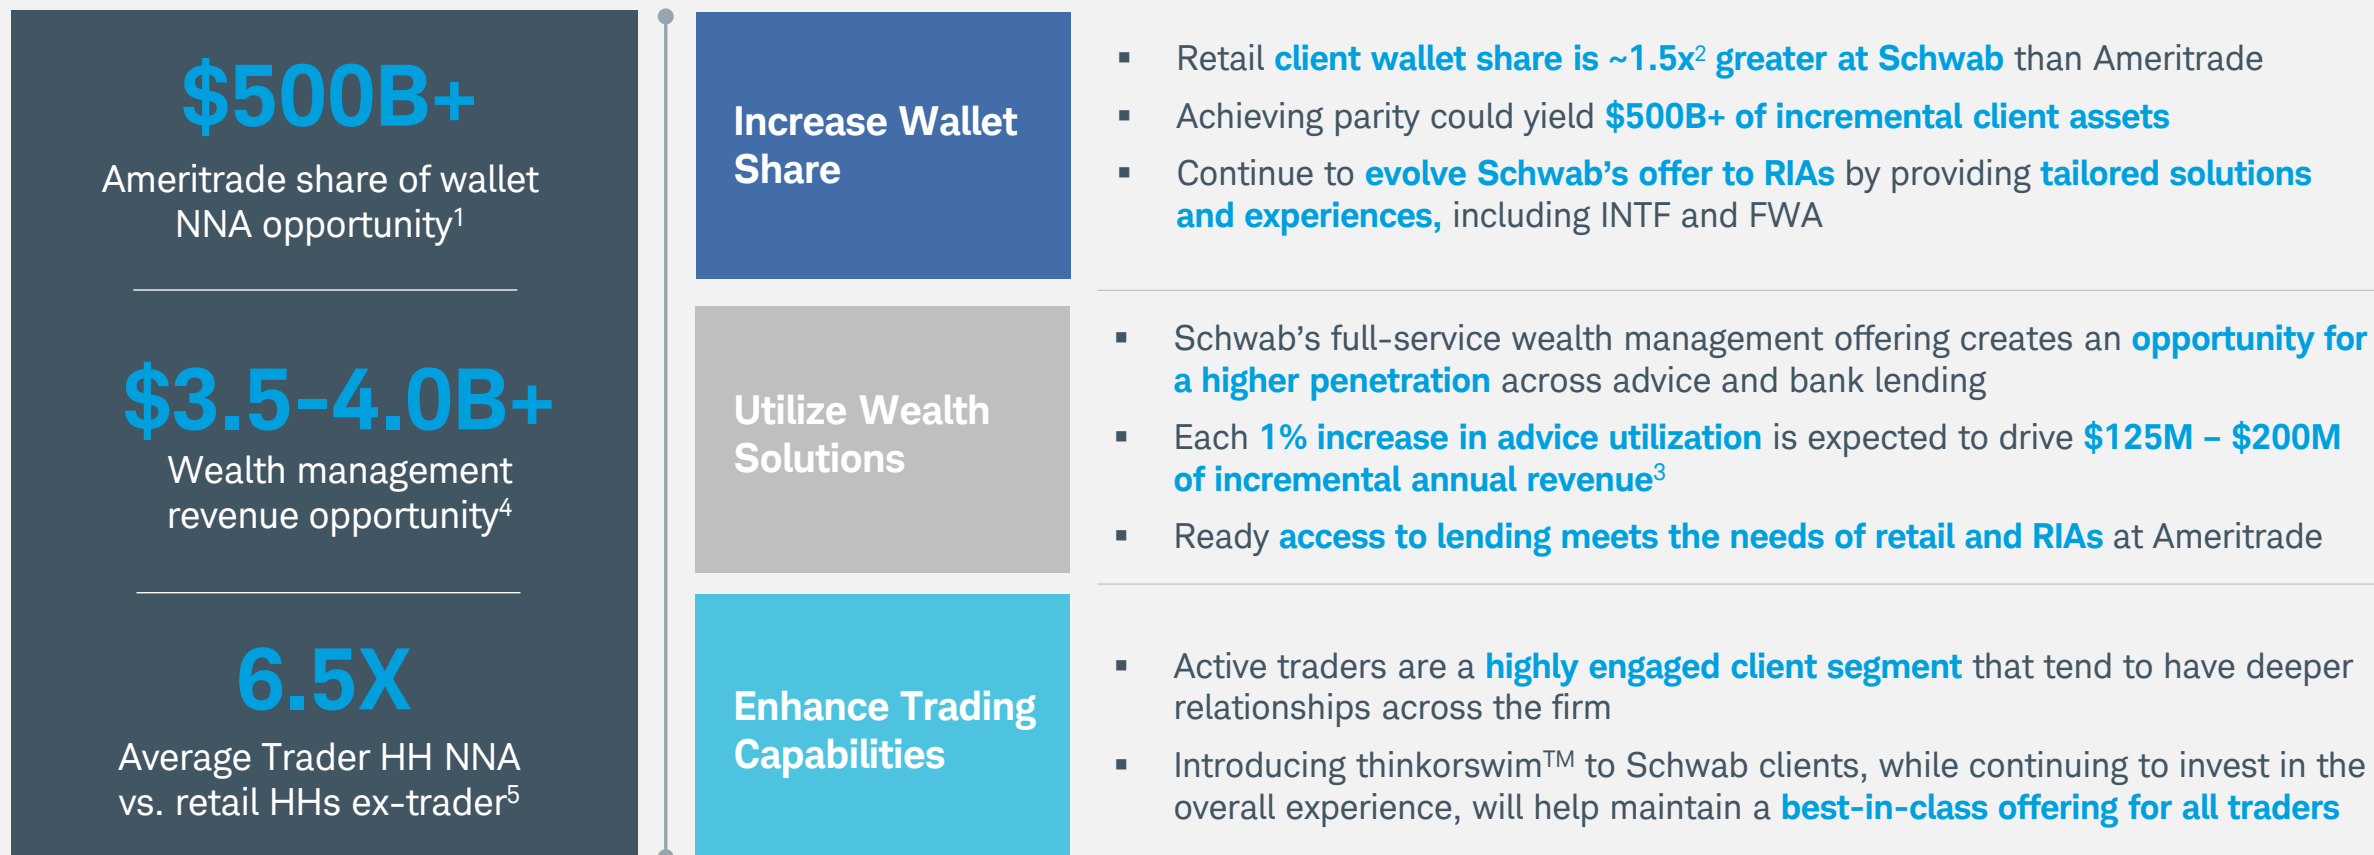 $500B+
Ameritrade share of wallet
NNA opportunity1
$3.5-4.0B+
Wealth management
revenue opportunity4
6.5X
Average Trader HH NNA
vs. retail HHs ex-trader5
Increase Wallet
Share
▪ Retail client wallet share is ~1.5x2 greater at Schwab than Ameritrade
▪ Achieving parity could yield $500B+ of incremental client assets
▪ Continue to evolve Schwab’s offer to RIAs by providing tailored solutions
and experiences, including INTF and FWA
Utilize Wealth
Solutions
▪ Schwab’s full-service wealth management offering creates an opportunity for
a higher penetration across advice and bank lending
▪ Each 1% increase in advice utilization is expected to drive $125M – $200M
of incremental annual revenue3
▪ Ready access to lending meets the needs of retail and RIAs at Ameritrade
Enhance Trading
Capabilities
▪ Active traders are a highly engaged client segment that tend to have deeper
relationships across the firm
▪ Introducing thinkorswim™ to Schwab clients, while continuing to invest in the
overall experience, will help maintain a best-in-class offering for all traders